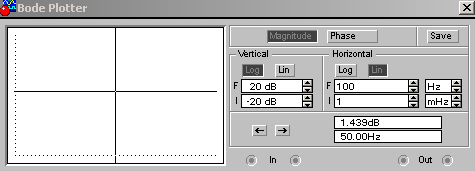 Bode Plotter
Magnitude Phase Save
Vertical Horizontal
Log Lin Log Lin
F 20 dB F 100 Hz
I -20 dB I 1 mHz
1.439dB
50.00Hz
In Out